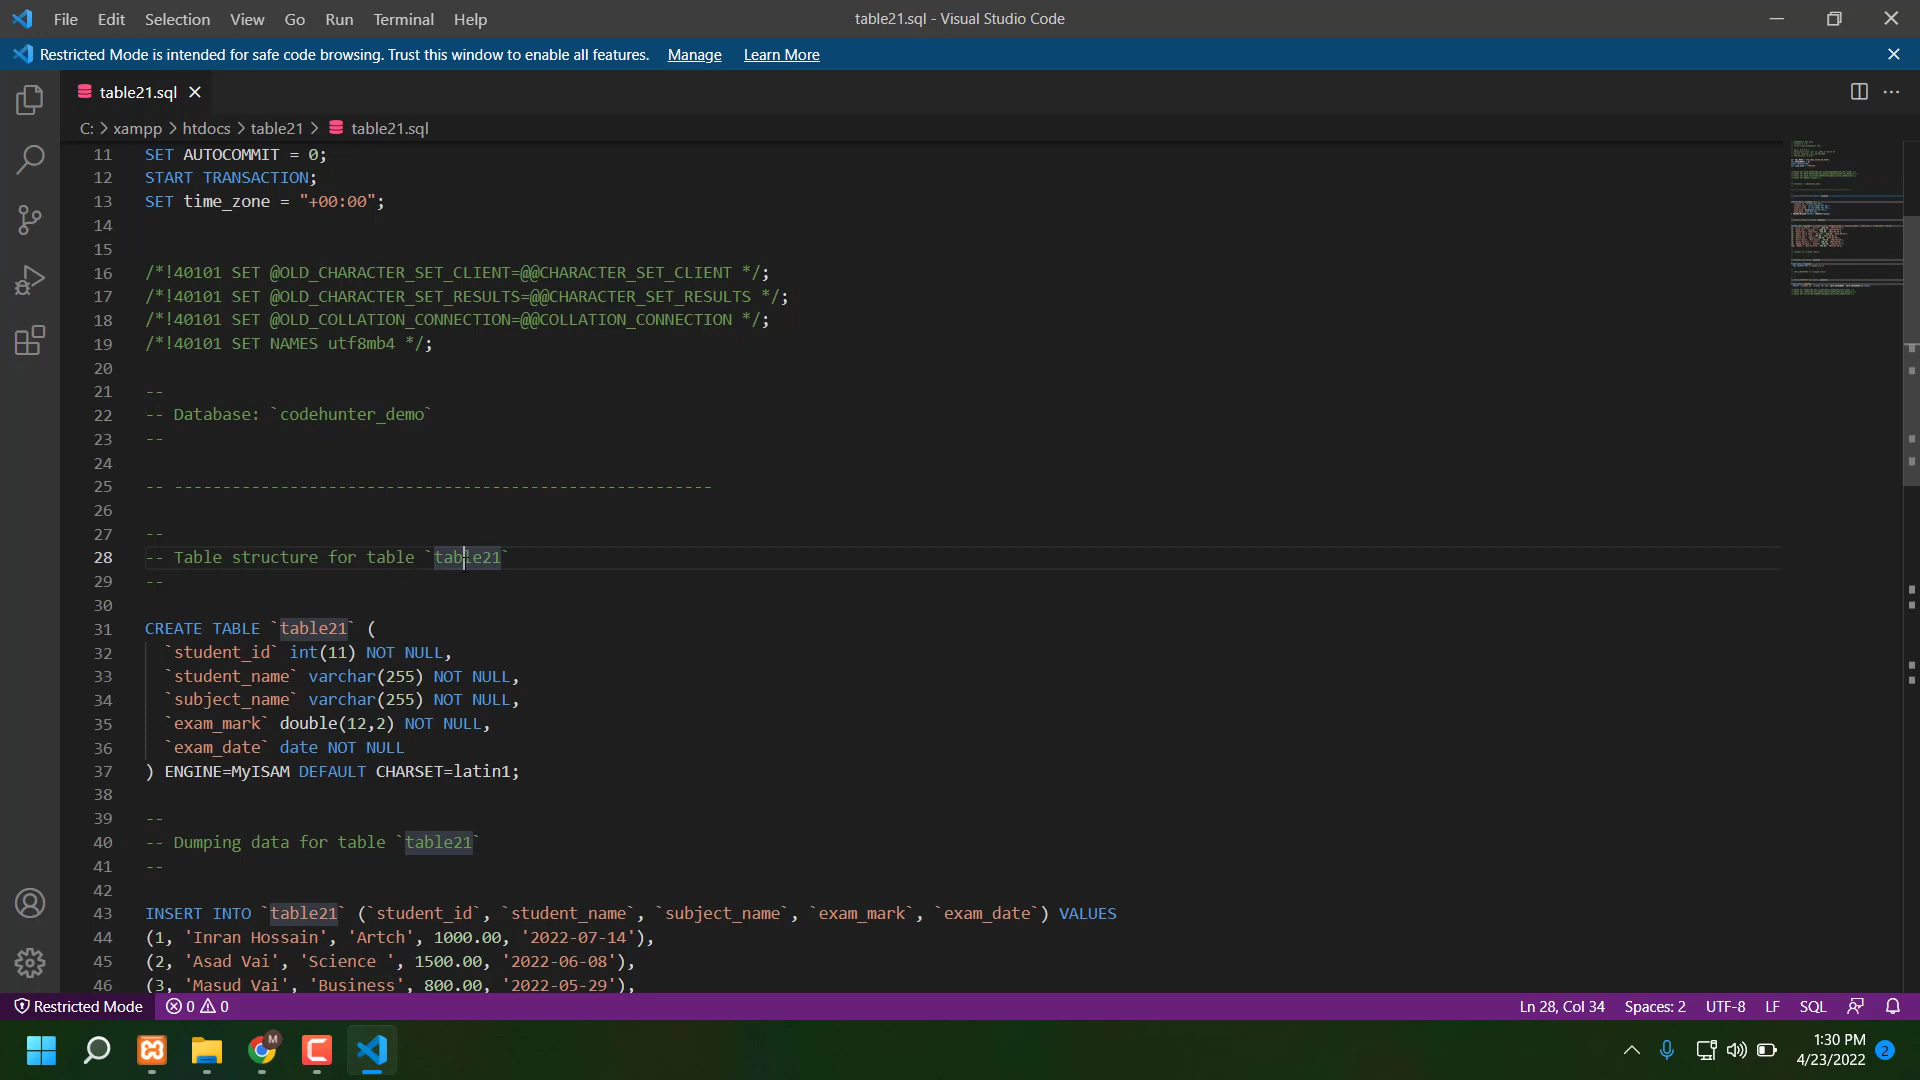 File Edit Selection View Go Run Terminal Help table21.sql - Visual Studio Code
Restricted Mode is intended for safe code browsing. Trust this window to enable all features. Manage Learn More
table21.sql
C: > xampp > htdocs > table21 > table21.sql
11 SET AUTOCOMMIT = 0;
12 START TRANSACTION;
13 SET time_zone = "+00:00";
14
15
16 /*!40101 SET @OLD_CHARACTER_SET_CLIENT=@@CHARACTER_SET_CLIENT */;
17 /*!40101 SET @OLD_CHARACTER_SET_RESULTS=@@CHARACTER_SET_RESULTS */;
18 /*!40101 SET @OLD_COLLATION_CONNECTION=@@COLLATION_CONNECTION */;
19 /*!40101 SET NAMES utf8mb4 */;
20
21 --
22 -- Database: `codehunter_demo`
23 --
24
25 -- --------------------------------------------------------
26
27 --
28 -- Table structure for table `table21`
29 --
30
31 CREATE TABLE `table21` (
32 `student_id` int(11) NOT NULL,
33 `student_name` varchar(255) NOT NULL,
34 `subject_name` varchar(255) NOT NULL,
35 `exam_mark` double(12,2) NOT NULL,
36 `exam_date` date NOT NULL
37 ) ENGINE=MyISAM DEFAULT CHARSET=latin1;
38
39 --
40 -- Dumping data for table `table21`
41 --
42
43 INSERT INTO `table21` (`student_id`, `student_name`, `subject_name`, `exam_mark`, `exam_date`) VALUES
44 (1, 'Inran Hossain', 'Artch', 1000.00, '2022-07-14'),
45 (2, 'Asad Vai', 'Science ', 1500.00, '2022-06-08'),
46 (3, 'Masud Vai', 'Business', 800.00, '2022-05-29'),
Restricted Mode 0 0 Ln 28, Col 34 Spaces: 2 UTF-8 LF SQL
M
1:30 PM
4/23/2022 2